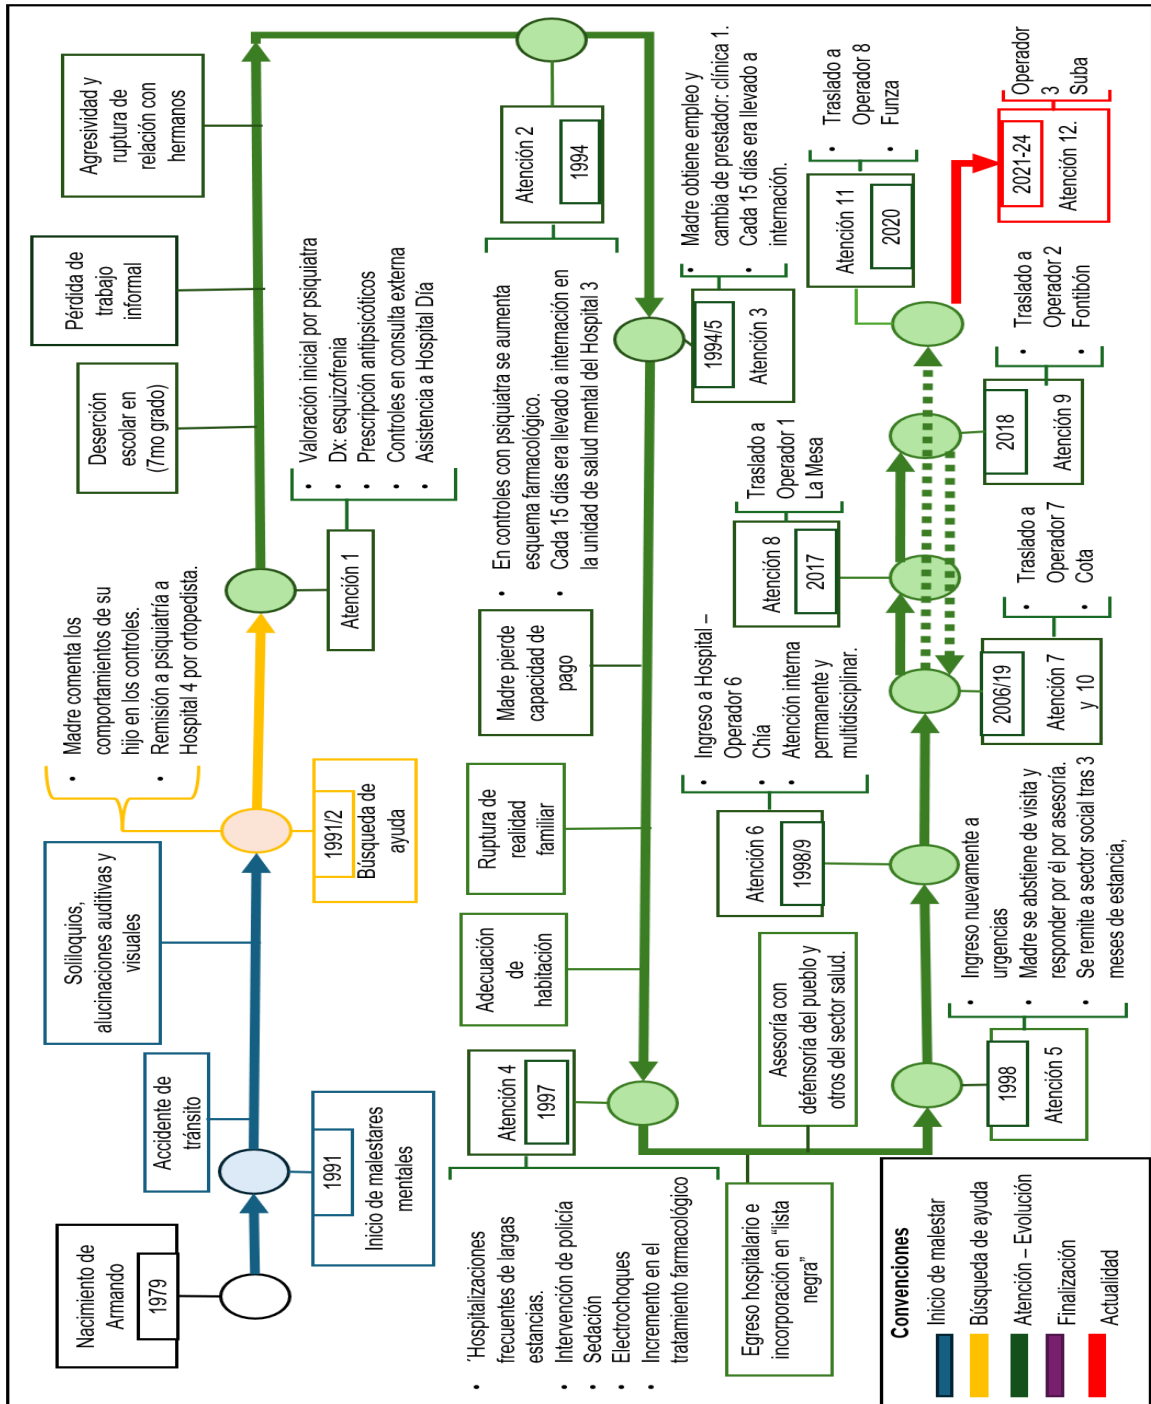 Nacimiento de
Armando
1979
Accidente de
tránsito
1991
Inicio de malestares
mentales
Soliloquios,
alucinaciones auditivas y
visuales
• Madre comenta los
comportamientos de su
hijo en los controles.
• Remisión a psiquiatría a
Hospital 4 por ortopedista.
1991/2
Búsqueda de
ayuda
Deserción
escolar en
(7mo grado)
Pérdida de
trabajo
informal
Agresividad y
ruptura de
relación con
hermanos
Atención 1
• Valoración inicial por psiquiatra
• Dx: esquizofrenia
• Prescripción antipsicóticos
• Controles en consulta externa
• Asistencia a Hospital Día
Atención 2
1994
• En controles con psiquiatra se aumenta
esquema farmacológico.
• Cada 15 días era llevado a internación en
la unidad de salud mental del Hospital 3
1994/5
Atención 3
• Madre obtiene empleo y
cambia de prestador: clínica 1.
• Cada 15 días era llevado a
internación.
Madre pierde
capacidad de
pago
Ruptura de
realidad
familiar
Adecuación
de
habitación
Atención 4
1997
• ´Hospitalizaciones
frecuentes de largas
estancias.
• Intervención de policía
• Sedación
• Electrochoques
• Incremento en el
tratamiento farmacológico
Egreso hospitalario e
incorporación en “lista
negra”
Asesoría con
defensoría del pueblo y
otros del sector salud.
1998
Atención 5
• Ingreso nuevamente a
urgencias
• Madre se abstiene de visita y
responder por él por asesoría.
• Se remite a sector social tras 3
meses de estancia,
Atención 6
1998/9
• Ingreso a Hospital –
Operador 6
• Chía
• Atención interna
permanente y
multidisciplinar.
2006/19
Atención 7
y 10
• Traslado a
Operador 7
• Cota
Atención 8
2017
• Traslado a
Operador 1
• La Mesa
2018
Atención 9
• Traslado a
Operador 2
• Fontibón
Atención 11
2020
• Traslado a
Operador 8
• Funza
2021-24
Atención 12.
• Operador
3
• Suba
Convenciones
Inicio de malestar
Búsqueda de ayuda
Atención – Evolución
Finalización
Actualidad